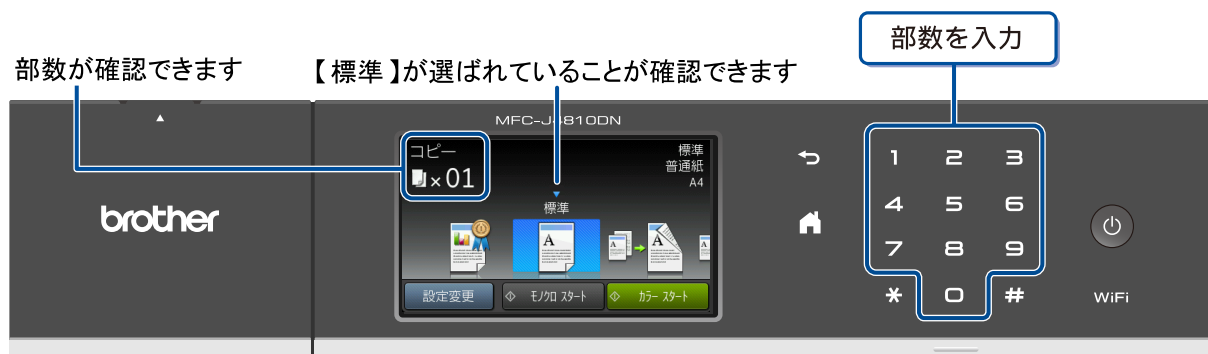 部数を入力
部数が確認できます
【標準】が選ばれていることが確認できます
MFC-J4810DN
コピー
×01
標準
普通紙
A4
標準
A
A
A
A
設定変更
モノクロ スタート
カラー スタート
brother
1 2 3
4 5 6
7 8 9
* 0 #
WiFi